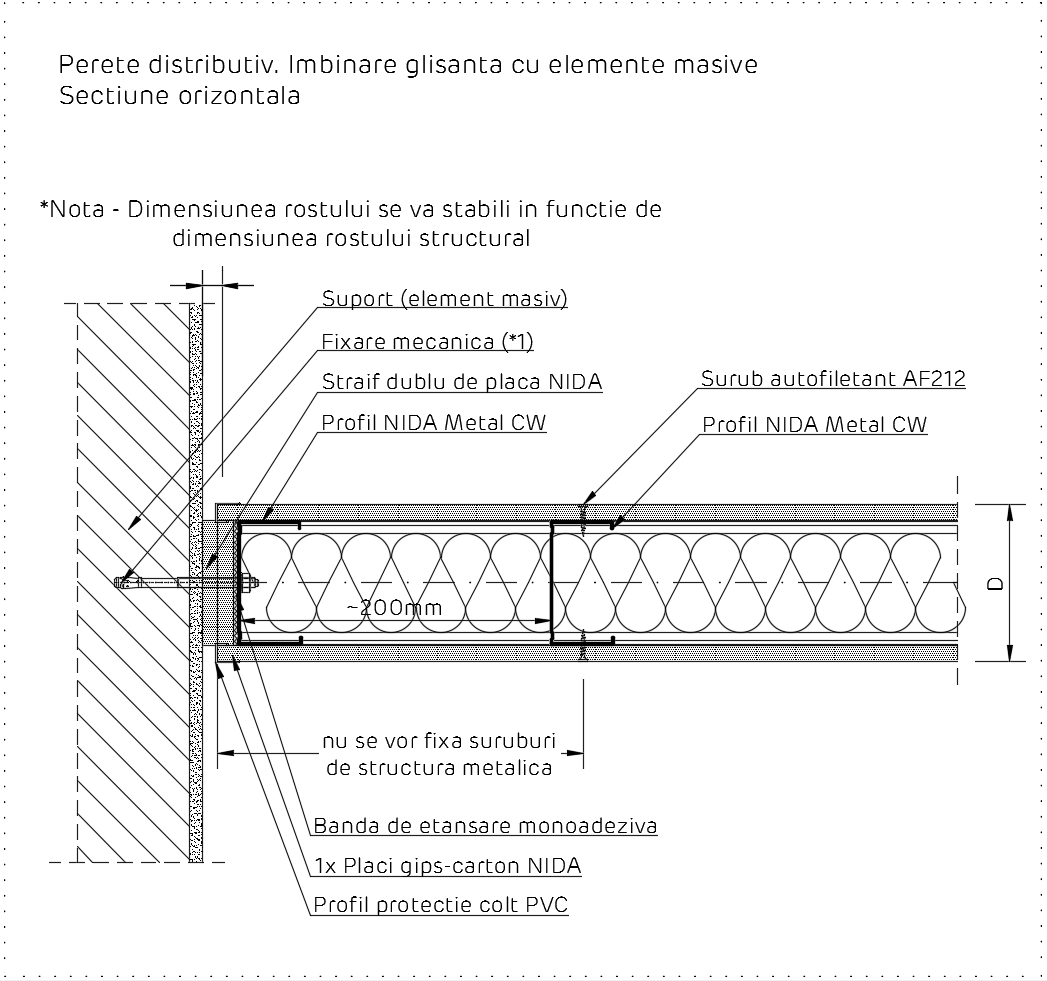 Perete distributiv. Imbinare glisanta cu elemente masive
Sectiune orizontala
*Nota - Dimensiunea rostului se va stabili in functie de
dimensiunea rostului structural
Suport (element masiv)
Fixare mecanica (*1)
Straif dublu de placa NIDA
Profil NIDA Metal CW
Surub autofiletant AF212
Profil NIDA Metal CW
~200mm
D
nu se vor fixa suruburi
de structura metalica
Banda de etansare monoadeziva
1x Placi gips-carton NIDA
Profil protectie colt PVC